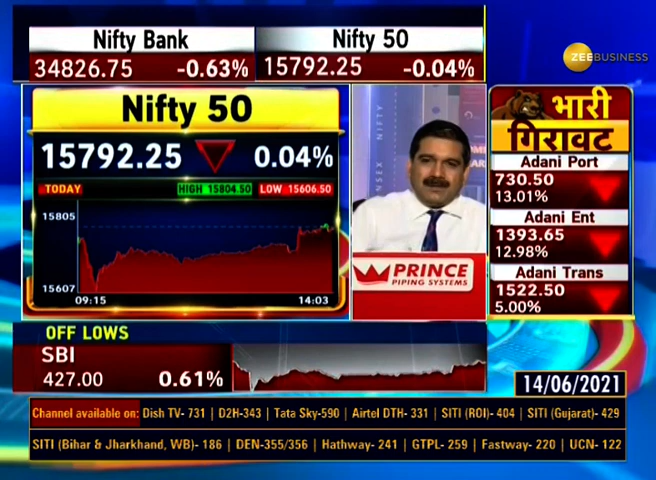 Nifty Bank
34826.75 -0.63%
Nifty 50
15792.25 -0.04%
ZEEBUSINESS
Nifty 50
15792.25 0.04%
TODAY HIGH 15804.50 LOW 15606.50
15805
15607
09:15 14:03
SENSEX NIFTY
PRINCE
PIPING SYSTEMS
भारी
गिरावट
Adani Port
730.50
13.01%
Adani Ent
1393.65
12.98%
Adani Trans
1522.50
5.00%
OFF LOWS
SBI
427.00 0.61%
14/06/2021
Channel available on: Dish TV- 731 | D2H-343 | Tata Sky-590 | Airtel DTH- 331 | SITI (ROI)- 404 | SITI (Gujarat)- 429
SITI (Bihar & Jharkhand, WB)- 186 | DEN-355/356 | Hathway- 241 | GTPL- 259 | Fastway- 220 | UCN- 122